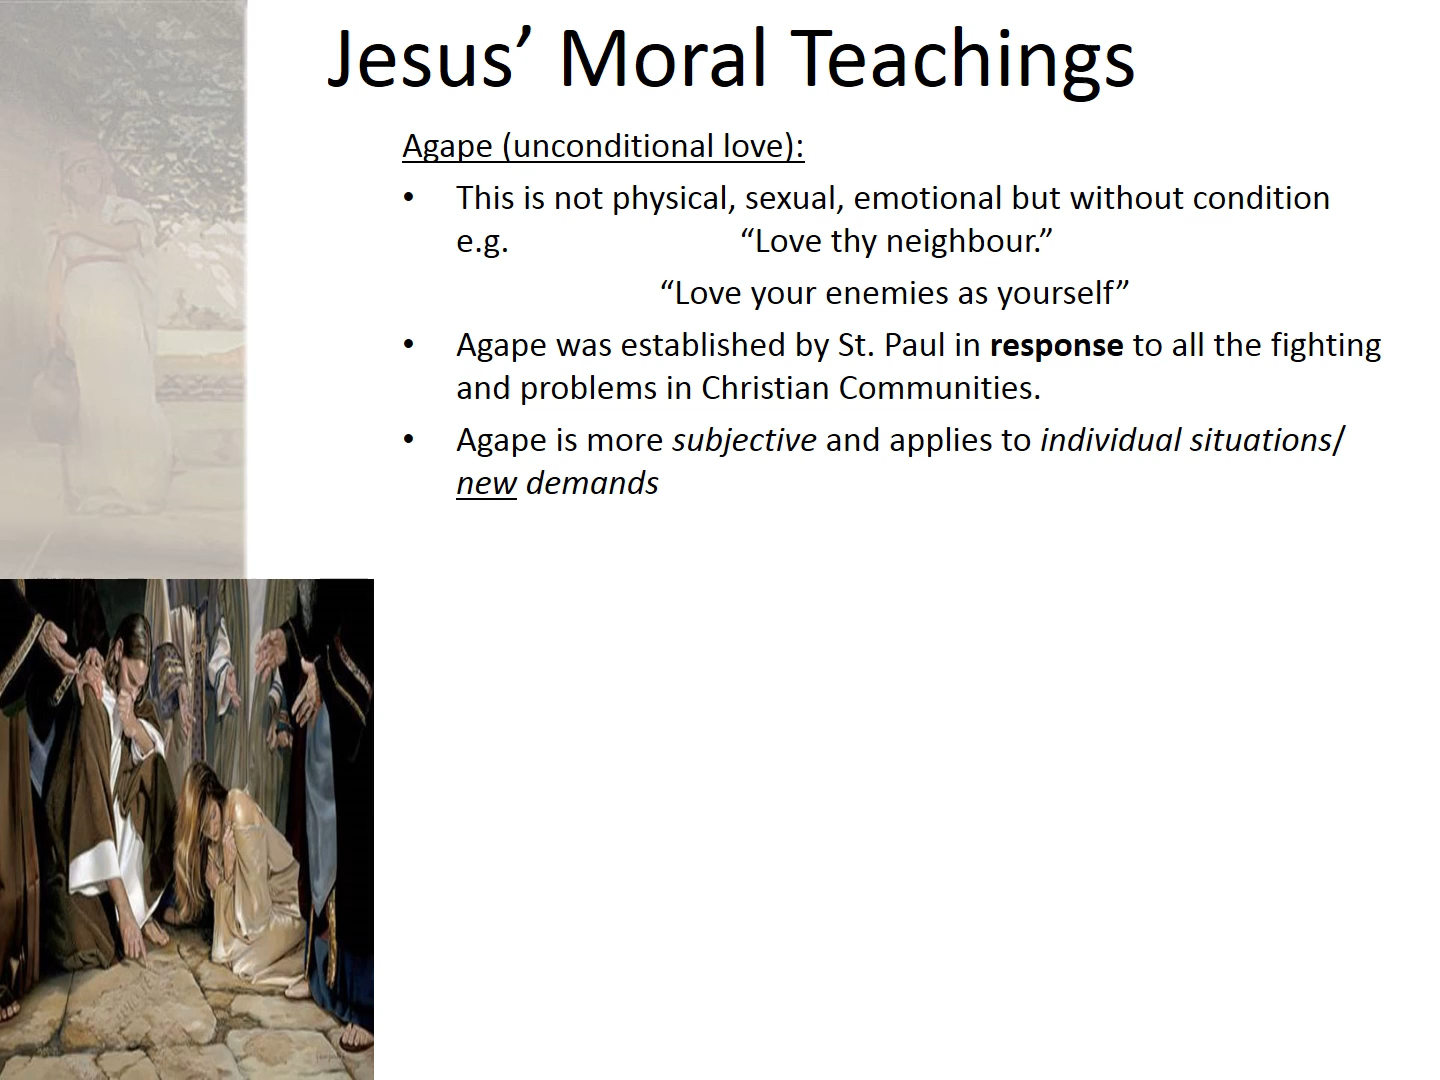 Jesus’ Moral Teachings
Agape (unconditional love):
• This is not physical, sexual, emotional but without condition
e.g. “Love thy neighbour.”
“Love your enemies as yourself”
• Agape was established by St. Paul in response to all the fighting
and problems in Christian Communities.
• Agape is more subjective and applies to individual situations/
new demands